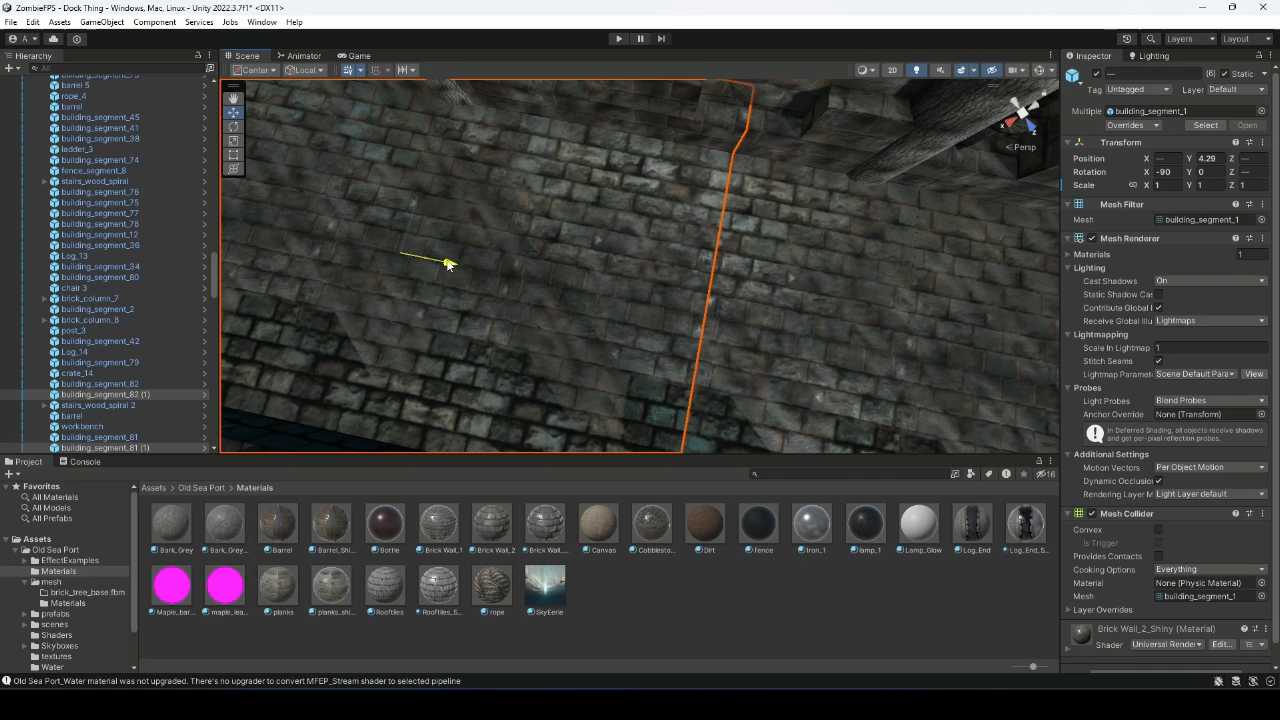 ZombieFPS - Dock Thing - Windows, Mac, Linux - Unity 2022.3.7f1* <DX11>
File Edit Assets GameObject Component Services Jobs Window Help
A
Layers Layout
Hierarchy
All
barrel 5
rope_4
barrel
building_segment_45
building_segment_41
building_segment_38
ladder_3
building_segment_74
fence_segment_8
stairs_wood_spiral
building_segment_76
building_segment_75
building_segment_77
building_segment_78
building_segment_12
building_segment_36
Log_13
building_segment_34
building_segment_80
chair 3
brick_column_7
building_segment_2
brick_column_8
post_3
building_segment_42
Log_14
building_segment_79
crate_14
building_segment_82
building_segment_82 (1)
stairs_wood_spiral 2
barrel
workbench
building_segment_81
building_segment_81 (1)
Scene Animator Game
Center Local 2D
x z
Persp
Inspector Lighting
— (6) Static
Tag Untagged Layer Default
Multiple building_segment_1
Overrides Select Open
Transform
Position X — Y 4.29 Z —
Rotation X -90 Y 0 Z —
Scale X 1 Y 1 Z 1
Mesh Filter
Mesh building_segment_1
Mesh Renderer
Materials 1
Lighting
Cast Shadows On
Static Shadow Cas
Contribute Global I
Receive Global Illu Lightmaps
Lightmapping
Scale In Lightmap 1
Stitch Seams
Lightmap Paramete Scene Default Para View
Probes
Light Probes Blend Probes
Anchor Override None (Transform)
In Deferred Shading, all objects receive shadows
and get per-pixel reflection probes.
Additional Settings
Motion Vectors Per Object Motion
Dynamic Occlusion
Rendering Layer M Light Layer default
Mesh Collider
Convex
Is Trigger
Provides Contacts
Cooking Options Everything
Material None (Physic Material)
Mesh building_segment_1
Layer Overrides
Brick Wall_2_Shiny (Material)
Shader Universal Render Edit...
Project Console
16
Favorites
All Materials
All Models
All Prefabs
Assets
Old Sea Port
EffectExamples
Materials
mesh
brick_tree_base.fbm
Materials
prefabs
scenes
Shaders
Skyboxes
textures
Water
Assets > Old Sea Port > Materials
Bark_Grey Bark_Grey... Barrel Barrel_Shi... Bottle Brick Wall_1 Brick Wall_2 Brick Wall_... Canvas Cobblesto... Dirt fence Iron_1 lamp_1 Lamp_Glow Log_End Log_End_S...
Maple_bar... maple_lea... planks planks_shi... Rooftiles Rooftiles_S... rope SkyEerie
Old Sea Port_Water material was not upgraded. There's no upgrader to convert MFEP_Stream shader to selected pipeline